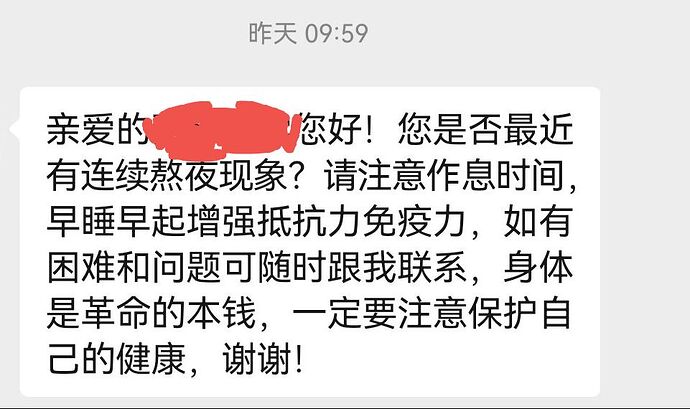 昨天 09:59
亲爱的您好！您是否最近
有连续熬夜现象？请注意作息时间，
早睡早起增强抵抗力免疫力，如有
困难和问题可随时跟我联系，身体
是革命的本钱，一定要注意保护自
己的健康，谢谢！